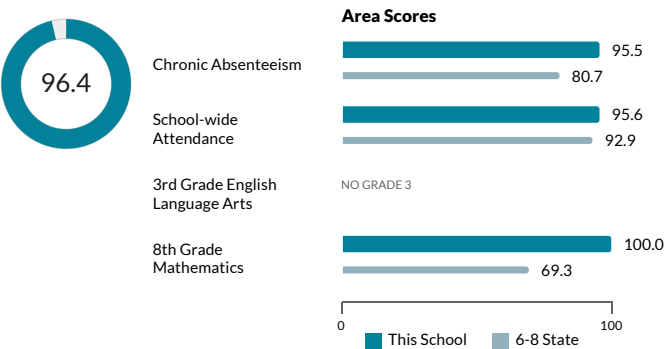 Area Scores
96.4
Chronic Absenteeism
95.5
80.7
School-wide
Attendance
95.6
92.9
3rd Grade English
Language Arts
NO GRADE 3
8th Grade
Mathematics
100.0
69.3
0
100
This School
6-8 State